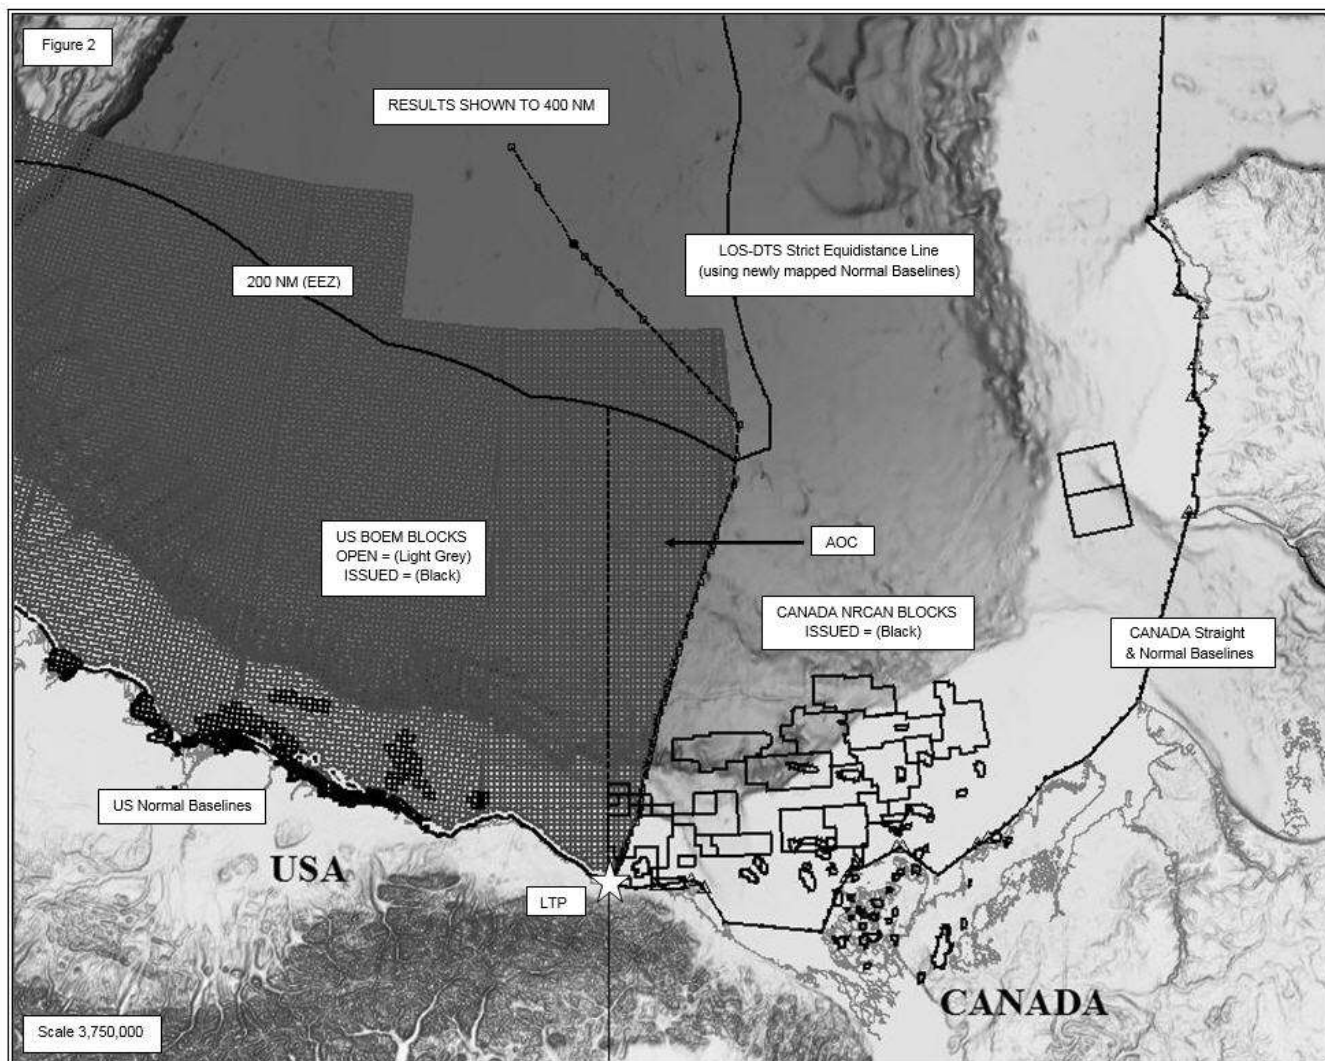 Figure 2
RESULTS SHOWN TO 400 NM
LOS-DTS Strict Equidistance Line
(using newly mapped Normal Baselines)
200 NM (EEZ)
US BOEM BLOCKS
OPEN = (Light Grey)
ISSUED = (Black)
AOC
CANADA NRCAN BLOCKS
ISSUED = (Black)
CANADA Straight
& Normal Baselines
US Normal Baselines
USA
LTP
CANADA
Scale 3,750,000